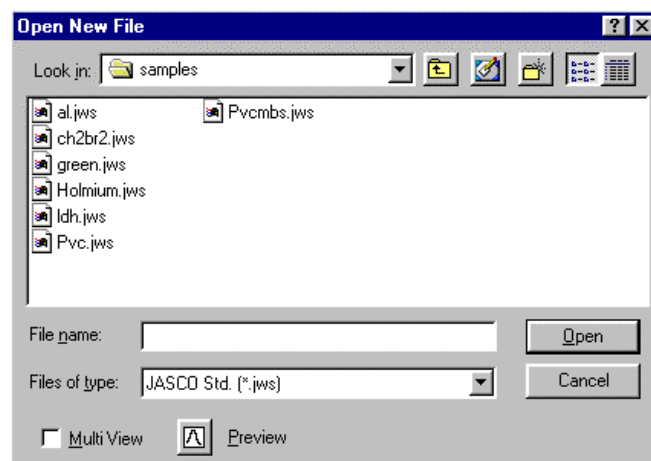 Open New File
Look in: samples
al.jws
ch2br2.jws
green.jws
Holmium.jws
ldh.jws
Pvc.jws
Pvcmbs.jws
File name:
Open
Files of type: JASCO Std. (*.jws)
Cancel
Multi View
Preview